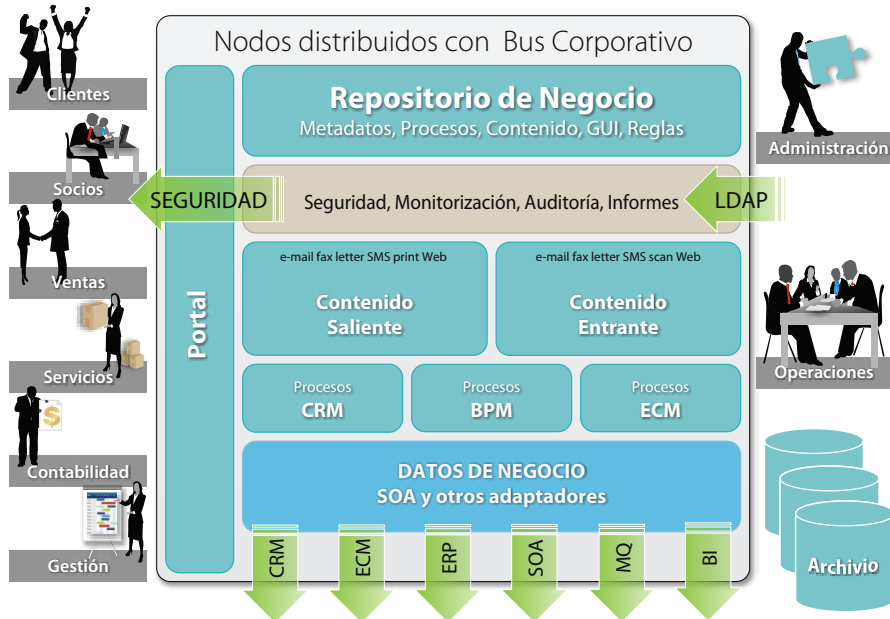 Nodos distribuidos con Bus Corporativo
Clientes
Socios
Ventas
Servicios
Contabilidad
Gestión
Portal
Repositorio de Negocio
Metadatos, Procesos, Contenido, GUI, Reglas
SEGURIDAD
Seguridad, Monitorización, Auditoría, Informes
LDAP
e-mail fax letter SMS print Web
Contenido
Saliente
e-mail fax letter SMS scan Web
Contenido
Entrante
Procesos
CRM
Procesos
BPM
Procesos
ECM
DATOS DE NEGOCIO
SOA y otros adaptadores
CRM
ECM
ERP
SOA
MQ
BI
Administración
Operaciones
Archivio